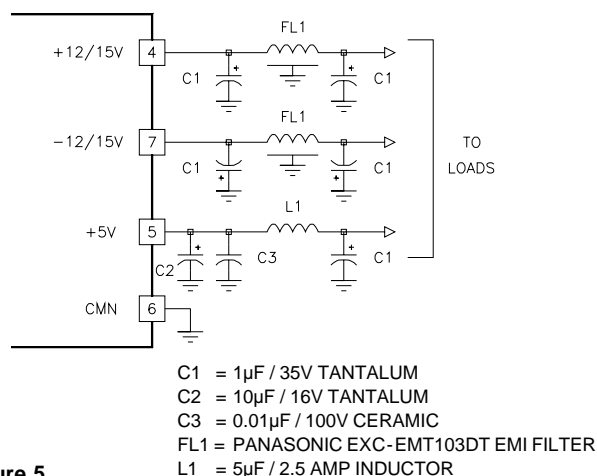 FL1
+12/15V 4
+
+
C1
C1
FL1
-12/15V 7
TO
LOADS
C1
+
+
C1
L1
+5V 5
+
+
C2
C3
C1
CMN 6
C1 = 1µF / 35V TANTALUM
C2 = 10µF / 16V TANTALUM
C3 = 0.01µF / 100V CERAMIC
FL1 = PANASONIC EXC-EMT103DT EMI FILTER
L1 = 5µF / 2.5 AMP INDUCTOR
ure 5